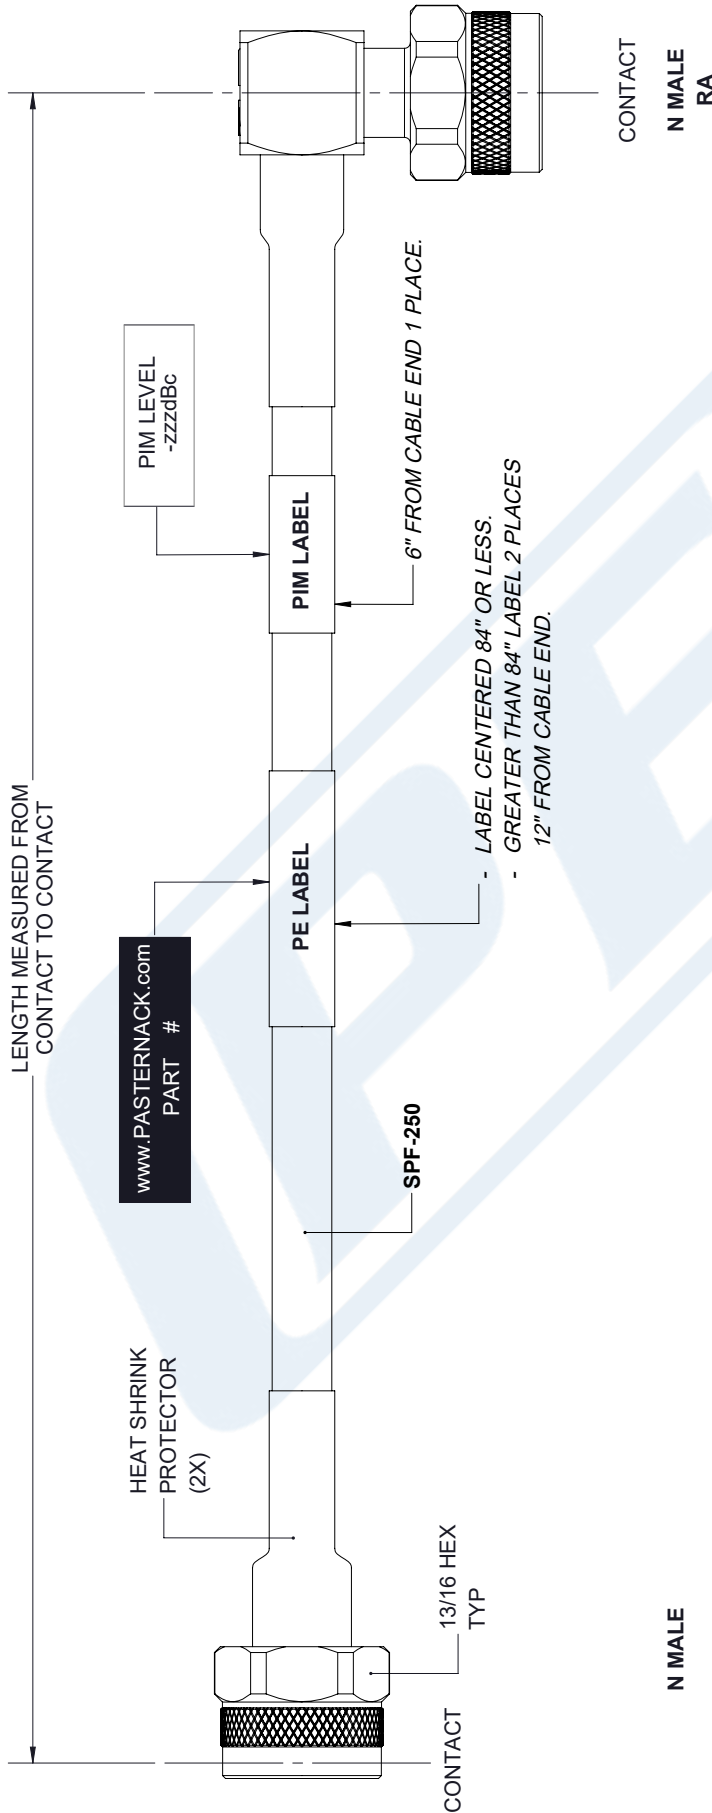 LENGTH MEASURED FROM
CONTACT TO CONTACT
HEAT SHRINK
PROTECTOR
(2X)
www.PASTERNACK.com
PART #
PIM LEVEL
-zzzdBc
PE LABEL
PIM LABEL
13/16 HEX
TYP
SPF-250
6" FROM CABLE END 1 PLACE.
- LABEL CENTERED 84" OR LESS.
- GREATER THAN 84" LABEL 2 PLACES
12" FROM CABLE END.
CONTACT
N MALE
CONTACT
N MALE
RA